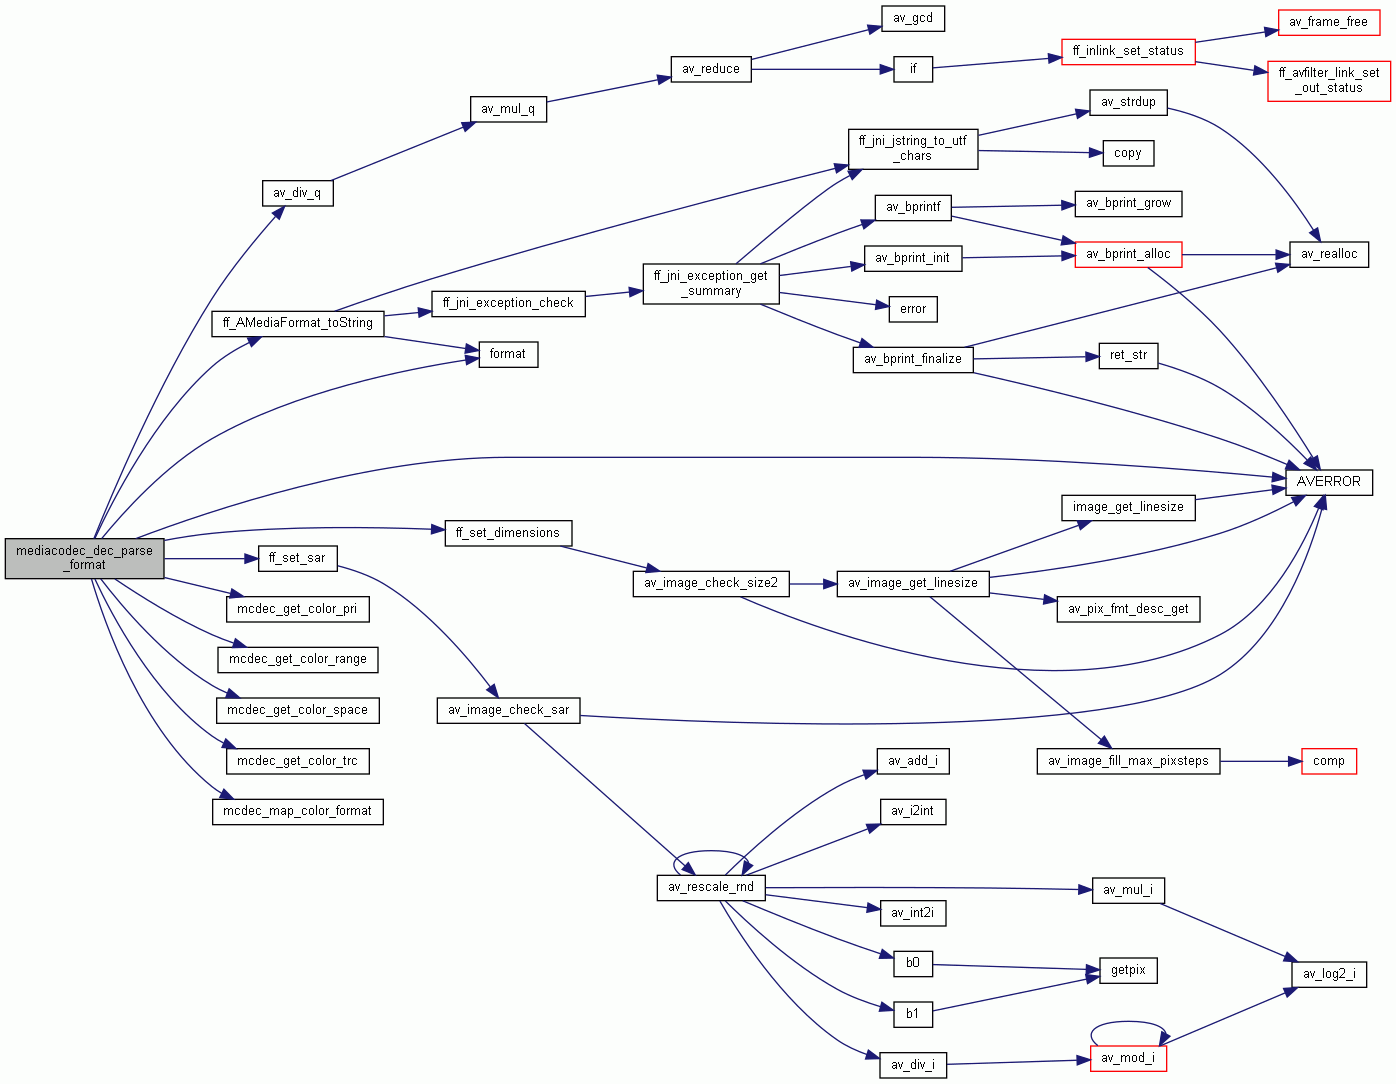 av_gcd
av_frame_free
ff_inlink_set_status
av_reduce
if
ff_avfilter_link_set
_out_status
av_mul_q
av_strdup
ff_jni_jstring_to_utf
_chars
copy
av_div_q
av_bprintf
av_bprint_grow
av_bprint_init
av_bprint_alloc
av_realloc
ff_jni_exception_get
_summary
ff_jni_exception_check
error
ff_AMediaFormat_toString
format
av_bprint_finalize
ret_str
AVERROR
image_get_linesize
ff_set_dimensions
mediacodec_dec_parse
_format
ff_set_sar
av_image_check_size2
av_image_get_linesize
mcdec_get_color_pri
av_pix_fmt_desc_get
mcdec_get_color_range
mcdec_get_color_space
av_image_check_sar
mcdec_get_color_trc
av_add_i
av_image_fill_max_pixsteps
comp
mcdec_map_color_format
av_i2int
av_rescale_rnd
av_mul_i
av_int2i
b0
getpix
av_log2_i
b1
av_div_i
av_mod_i